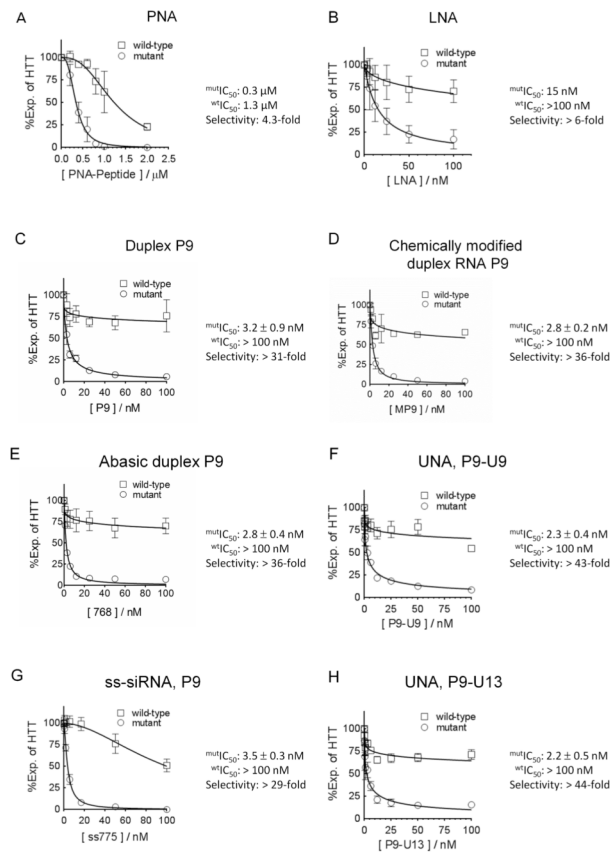 A
PNA
wild-type
mutant
%Exp. of HTT
100
75
50
25
0
0.0 0.5 1.0 1.5 2.0 2.5
[ PNA-Peptide ] / μM
mutIC50: 0.3 μM
wtIC50: 1.3 μM
Selectivity: 4.3-fold
B
LNA
wild-type
mutant
%Exp. of HTT
100
75
50
25
0
0 50 100
[ LNA ] / nM
mutIC50: 15 nM
wtIC50: >100 nM
Selectivity: > 6-fold
C
Duplex P9
wild-type
mutant
%Exp. of HTT
100
75
50
25
0
0 20 40 60 80 100
[ P9 ] / nM
mutIC50: 3.2 ± 0.9 nM
wtIC50: > 100 nM
Selectivity: > 31-fold
D
Chemically modified
duplex RNA P9
wild-type
mutant
%Exp. of HTT
100
75
50
25
0
0 20 40 60 80 100
[ MP9 ] / nM
mutIC50: 2.8 ± 0.2 nM
wtIC50: > 100 nM
Selectivity: > 36-fold
E
Abasic duplex P9
wild-type
mutant
%Exp. of HTT
100
75
50
25
0
0 20 40 60 80 100
[ 768 ] / nM
mutIC50: 2.8 ± 0.4 nM
wtIC50: > 100 nM
Selectivity: > 36-fold
F
UNA, P9-U9
wild-type
mutant
%Exp. of HTT
100
75
50
25
0
0 20 40 60 80 100
[ P9-U9 ] / nM
mutIC50: 2.3 ± 0.4 nM
wtIC50: > 100 nM
Selectivity: > 43-fold
G
ss-siRNA, P9
wild-type
mutant
%Exp. of HTT
100
75
50
25
0
0 20 40 60 80 100
[ ss775 ] / nM
mutIC50: 3.5 ± 0.3 nM
wtIC50: > 100 nM
Selectivity: > 29-fold
H
UNA, P9-U13
wild-type
mutant
%Exp. of HTT
100
75
50
25
0
0 20 40 60 80 100
[ P9-U13 ] / nM
mutIC50: 2.2 ± 0.5 nM
wtIC50: > 100 nM
Selectivity: > 44-fold